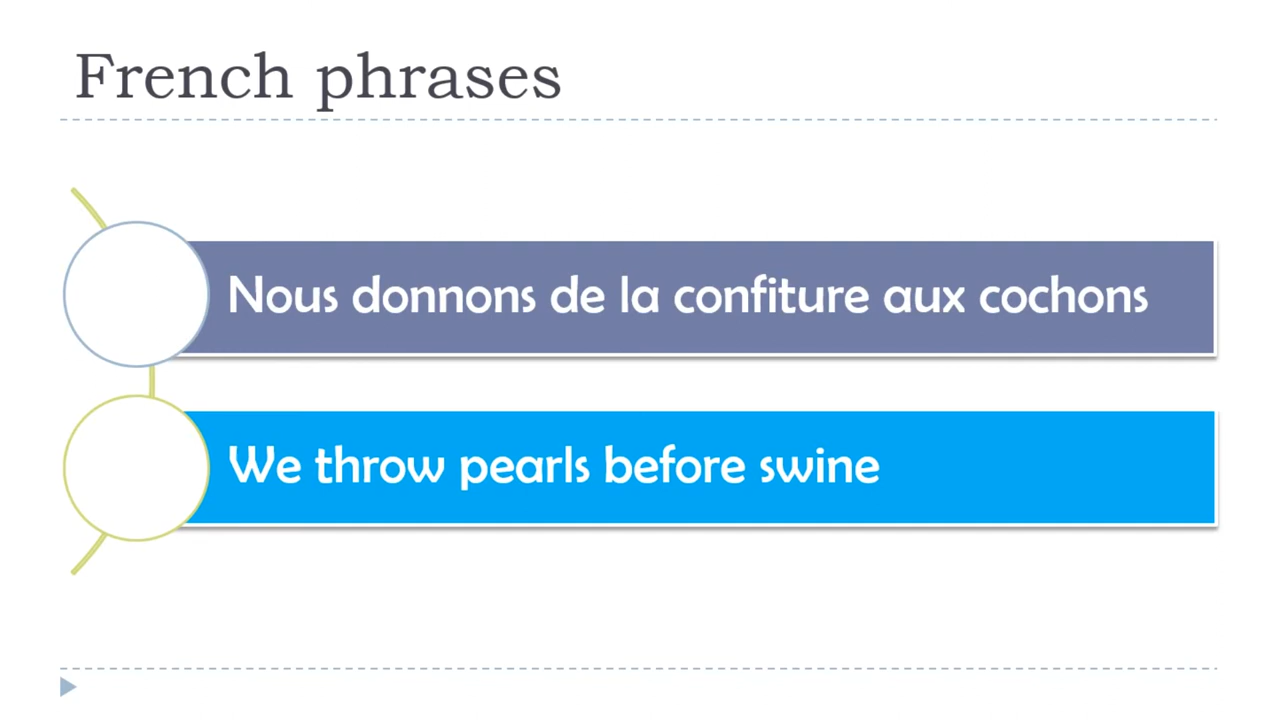 French phrases
Nous donnons de la confiture aux cochons
We throw pearls before swine